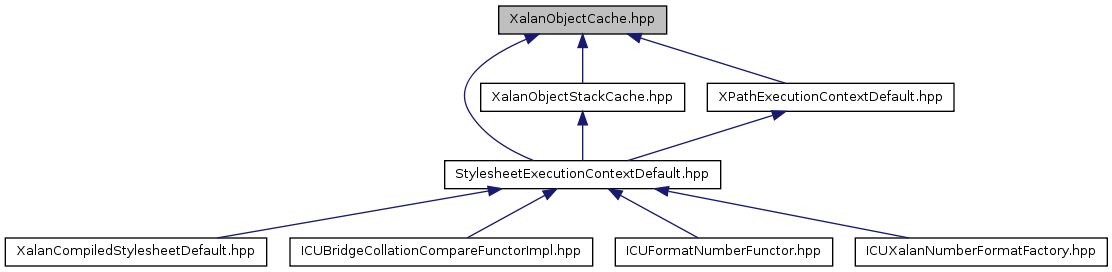 XalanObjectCache.hpp
XalanObjectStackCache.hpp
XPathExecutionContextDefault.hpp
StylesheetExecutionContextDefault.hpp
XalanCompiledStylesheetDefault.hpp
ICUBridgeCollationCompareFunctorImpl.hpp
ICUFormatNumberFunctor.hpp
ICUXalanNumberFormatFactory.hpp